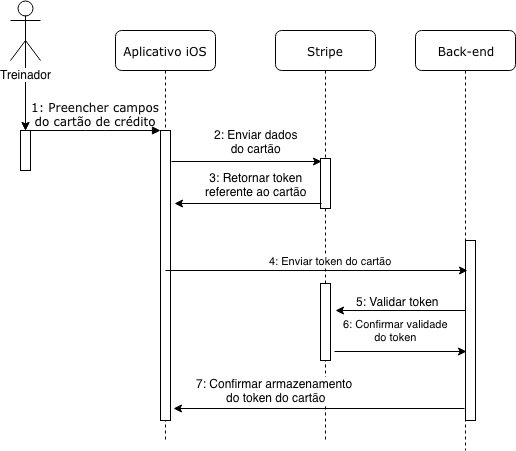 Aplicativo iOS
Stripe
Back-end
Treinador
1: Preencher campos
do cartão de crédito
2: Enviar dados
do cartão
3: Retornar token
referente ao cartão
4: Enviar token do cartão
5: Validar token
6: Confirmar validade
do token
7: Confirmar armazenamento
do token do cartão